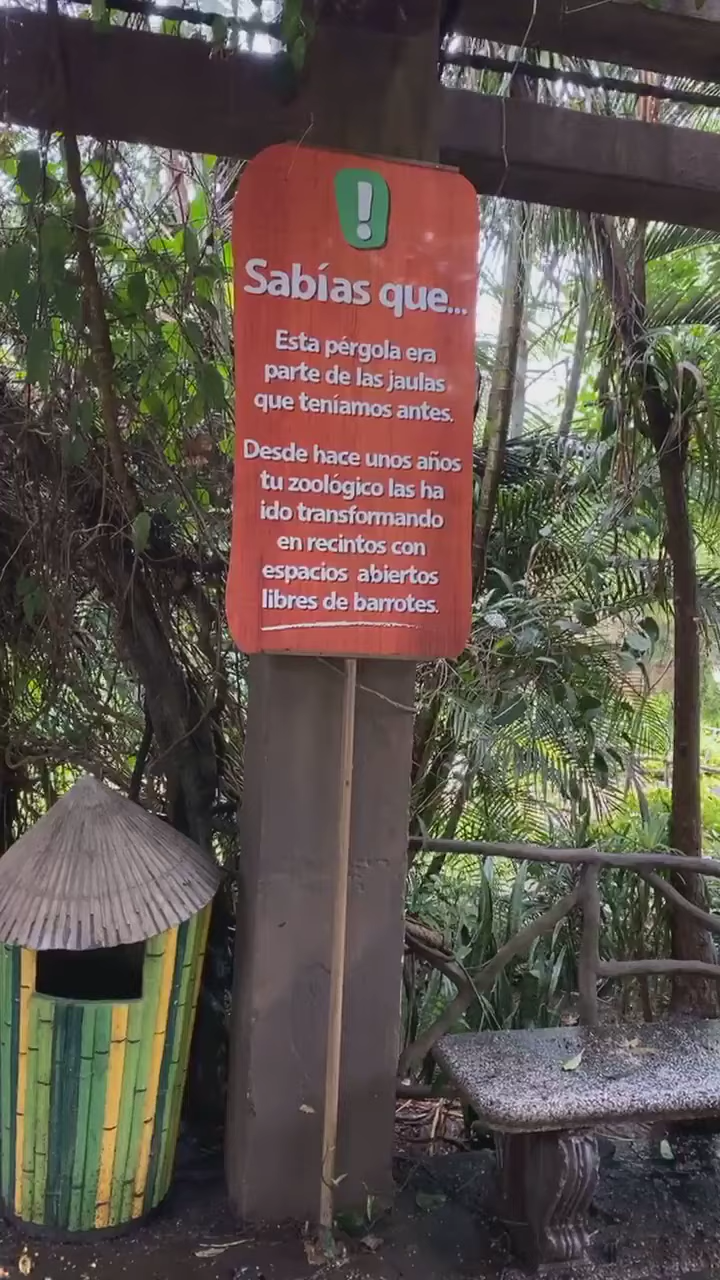 !
Sabías que...
Esta pérgola era
parte de las jaulas
que teníamos antes.
Desde hace unos años
tu zoológico las ha
ido transformando
en recintos con
espacios abiertos
libres de barrotes.